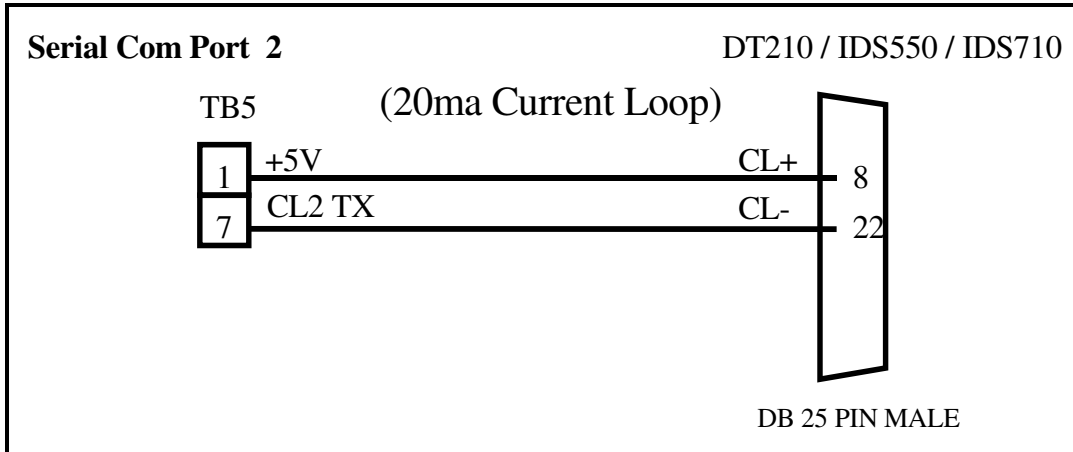 Serial Com Port 2
DT210 / IDS550 / IDS710
TB5
(20ma Current Loop)
1
+5V
CL+
8
7
CL2 TX
CL-
22
DB 25 PIN MALE